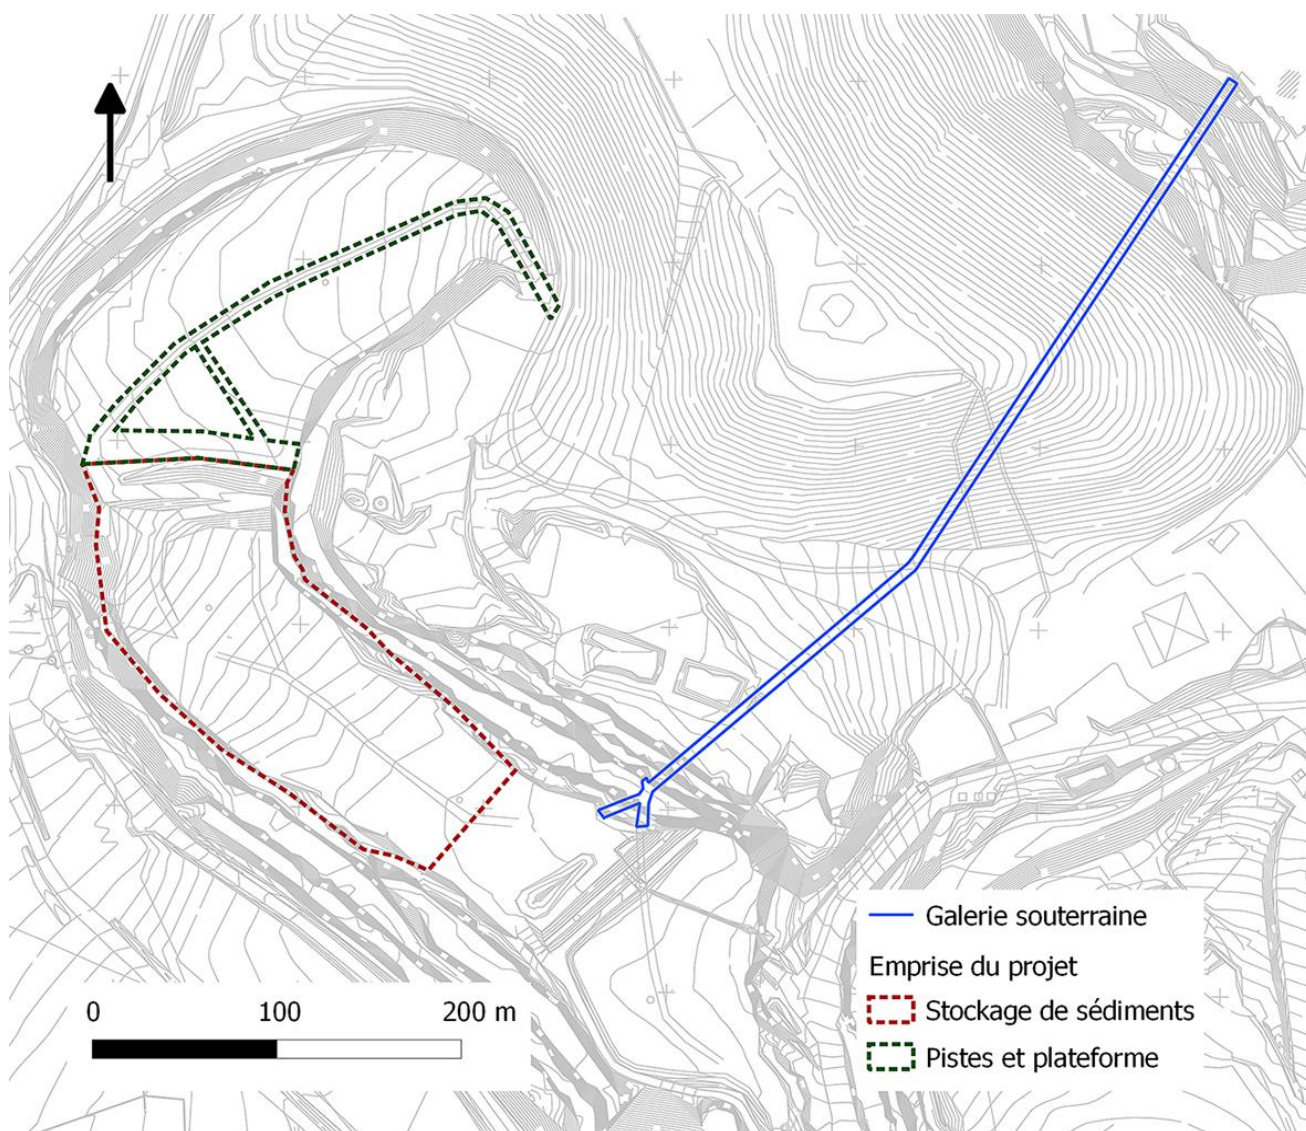 Galerie souterraine
Emprise du projet
Stockage de sédiments
Pistes et plateforme
0 100 200 m